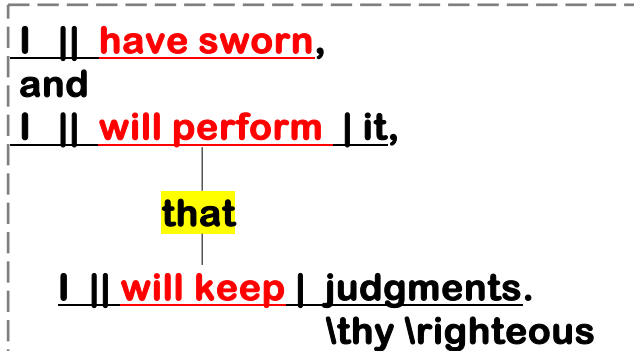 I || have sworn,
and
I || will perform | it,
that
I || will keep | judgments.
\thy \righteous